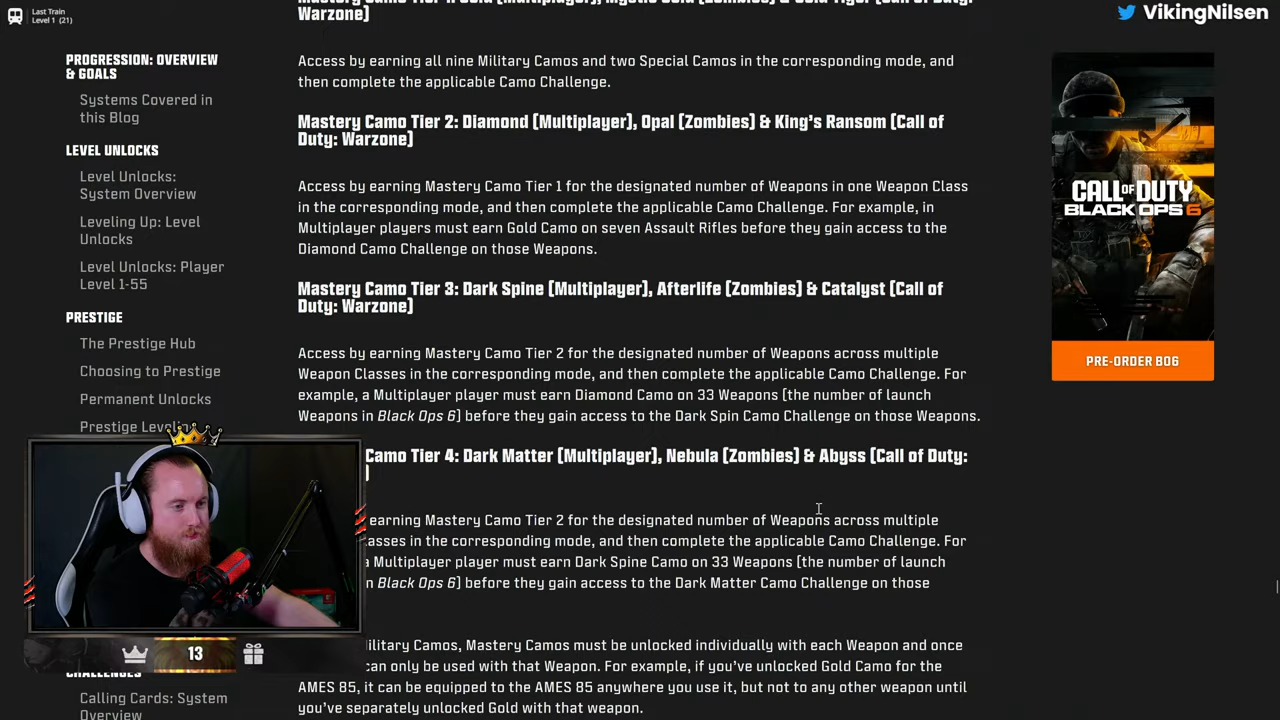 Last Train
Level 1 (21)
VikingNilsen
Warzone]
Access by earning all nine Military Camos and two Special Camos in the corresponding mode, and
then complete the applicable Camo Challenge.
Mastery Camo Tier 2: Diamond [Multiplayer], Opal [Zombies] & King's Ransom [Call of
Duty: Warzone]
Access by earning Mastery Camo Tier 1 for the designated number of Weapons in one Weapon Class
in the corresponding mode, and then complete the applicable Camo Challenge. For example, in
Multiplayer players must earn Gold Camo on seven Assault Rifles before they gain access to the
Diamond Camo Challenge on those Weapons.
Mastery Camo Tier 3: Dark Spine [Multiplayer], Afterlife [Zombies] & Catalyst [Call of
Duty: Warzone]
Access by earning Mastery Camo Tier 2 for the designated number of Weapons across multiple
Weapon Classes in the corresponding mode, and then complete the applicable Camo Challenge. For
example, a Multiplayer player must earn Diamond Camo on 33 Weapons [the number of launch
Weapons in Black Ops 6] before they gain access to the Dark Spin Camo Challenge on those Weapons.
Camo Tier 4: Dark Matter [Multiplayer], Nebula [Zombies] & Abyss [Call of Duty:
]
earning Mastery Camo Tier 2 for the designated number of Weapons across multiple
asses in the corresponding mode, and then complete the applicable Camo Challenge. For
a Multiplayer player must earn Dark Spine Camo on 33 Weapons [the number of launch
n Black Ops 6] before they gain access to the Dark Matter Camo Challenge on those
ilitary Camos, Mastery Camos must be unlocked individually with each Weapon and once
can only be used with that Weapon. For example, if you've unlocked Gold Camo for the
AMES 85, it can be equipped to the AMES 85 anywhere you use it, but not to any other weapon until
you've separately unlocked Gold with that weapon.
PROGRESSION: OVERVIEW
& GOALS
Systems Covered in
this Blog
LEVEL UNLOCKS
Level Unlocks:
System Overview
Leveling Up: Level
Unlocks
Level Unlocks: Player
Level 1-55
PRESTIGE
The Prestige Hub
Choosing to Prestige
Permanent Unlocks
Prestige Levels
13
CHALLENGES
Calling Cards: System
Overview
CALL OF DUTY
BLACK OPS 6
PRE-ORDER BO6